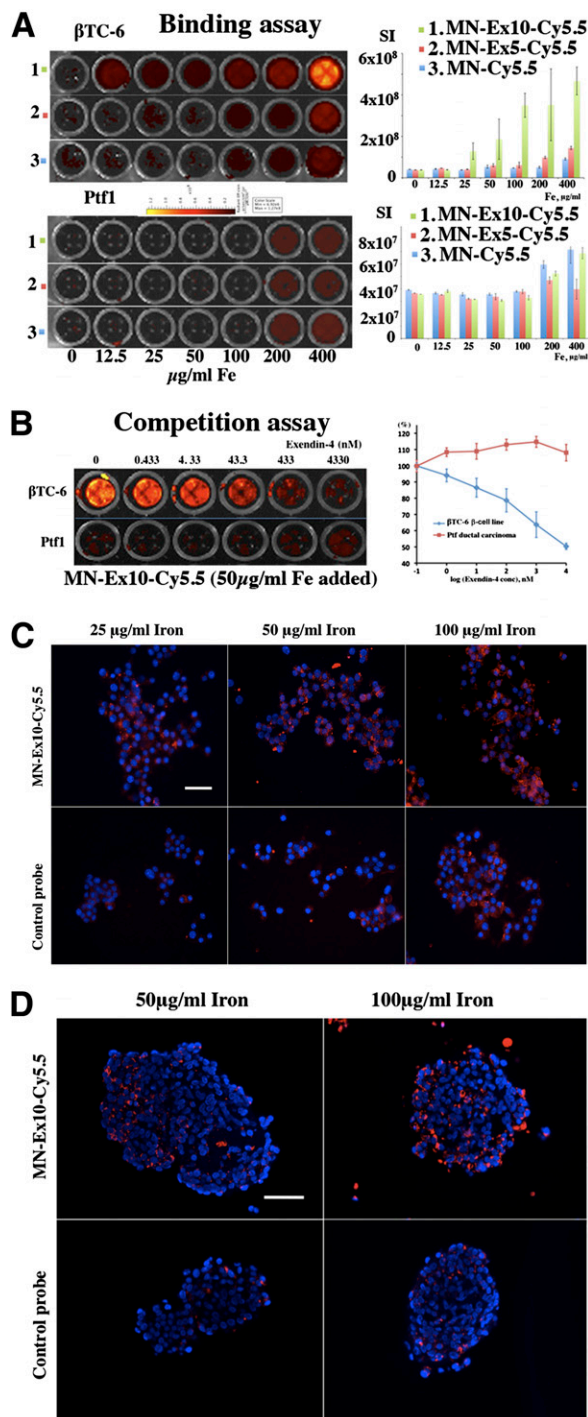 A
βTC-6 Binding assay
1
2
3
Ptf1
Color Scale
1
2
3
0 12.5 25 50 100 200 400
µg/ml Fe
SI
1. MN-Ex10-Cy5.5
2. MN-Ex5-Cy5.5
3. MN-Cy5.5
6x10⁸
4x10⁸
2x10⁸
0
0 12.5 25 50 100 200 400
Fe, µg/ml
SI
1. MN-Ex10-Cy5.5
2. MN-Ex5-Cy5.5
3. MN-Cy5.5
8x10⁷
6x10⁷
4x10⁷
2x10⁷
0
0 12.5 25 50 100 200 400
Fe, µg/ml
B
Competition assay
Exendin-4 (nM)
0 0.433 4. 33 43.3 433 4330
βTC-6
Ptf1
MN-Ex10-Cy5.5 (50µg/ml Fe added)
(%)
120
110
100
90
80
70
60
50
40
βTC-6 β-cell line
Ptf ductal carcinoma
-1 0 1 2 3 4
log (Exendin-4 conc), nM
C
25 µg/ml Iron 50 µg/ml Iron 100 µg/ml Iron
MN-Ex10-Cy5.5
Control probe
D
50µg/ml Iron 100µg/ml Iron
MN-Ex10-Cy5.5
Control probe